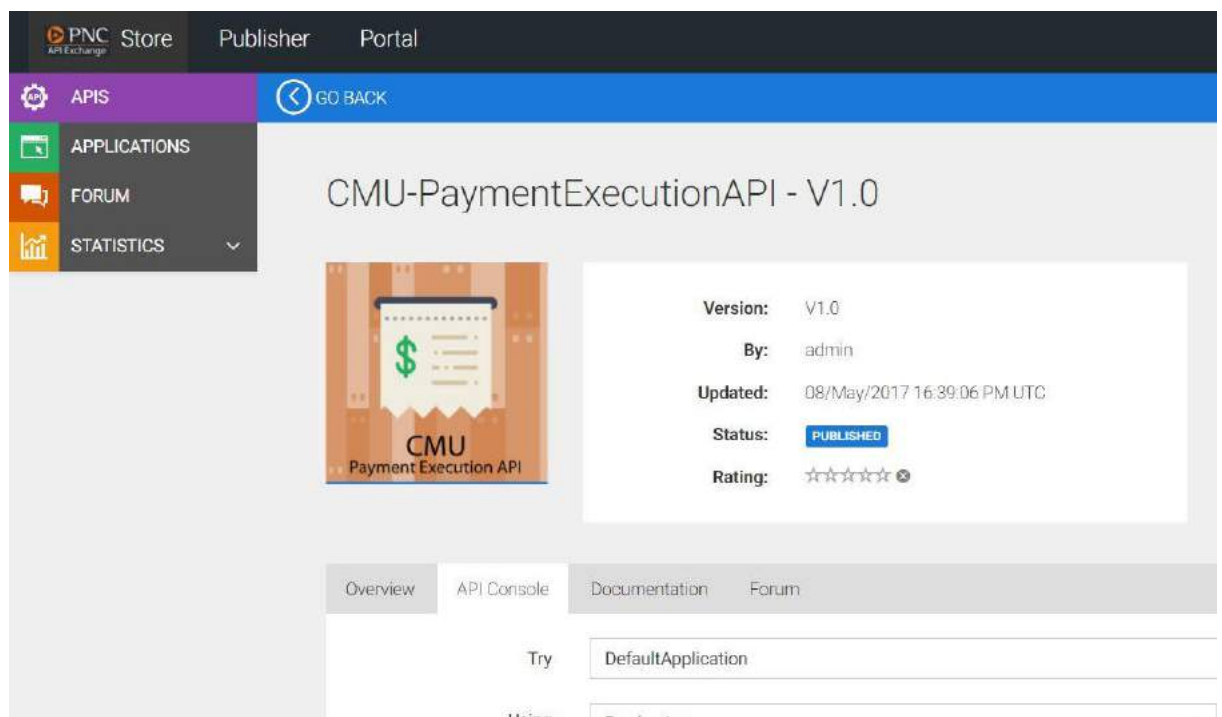 PNC Store Publisher Portal
API Exchange
APIS
GO BACK
APPLICATIONS
FORUM
STATISTICS
CMU-PaymentExecutionAPI - V1.0
CMU
Payment Execution API
Version: V1.0
By: admin
Updated: 08/May/2017 16:39:06 PM UTC
Status: PUBLISHED
Rating:
Overview API Console Documentation Forum
Try DefaultApplication